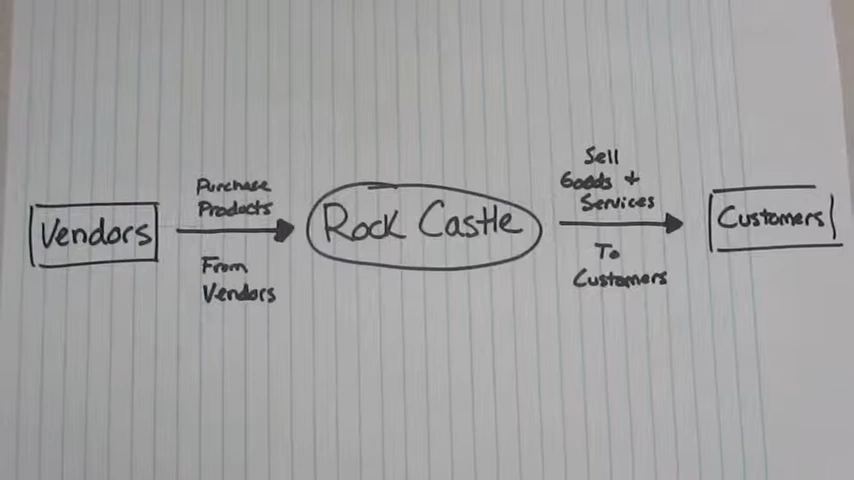 Vendors
Purchase
Products
From
Vendors
Rock Castle
Sell
Goods +
Services
To
Customers
Customers